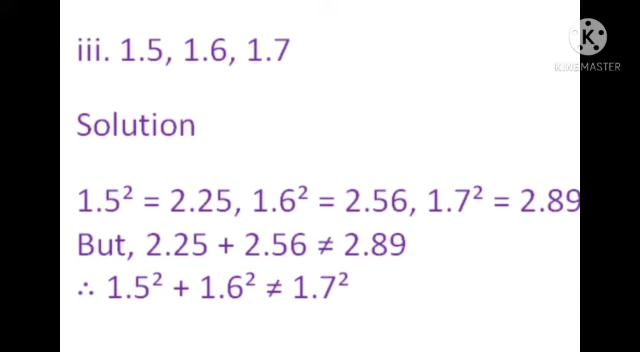 iii. 1.5, 1.6, 1.7
K
KINEMASTER
Solution
1.5² = 2.25, 1.6² = 2.56, 1.7² = 2.89
But, 2.25 + 2.56 ≠ 2.89
∴ 1.5² + 1.6² ≠ 1.7²